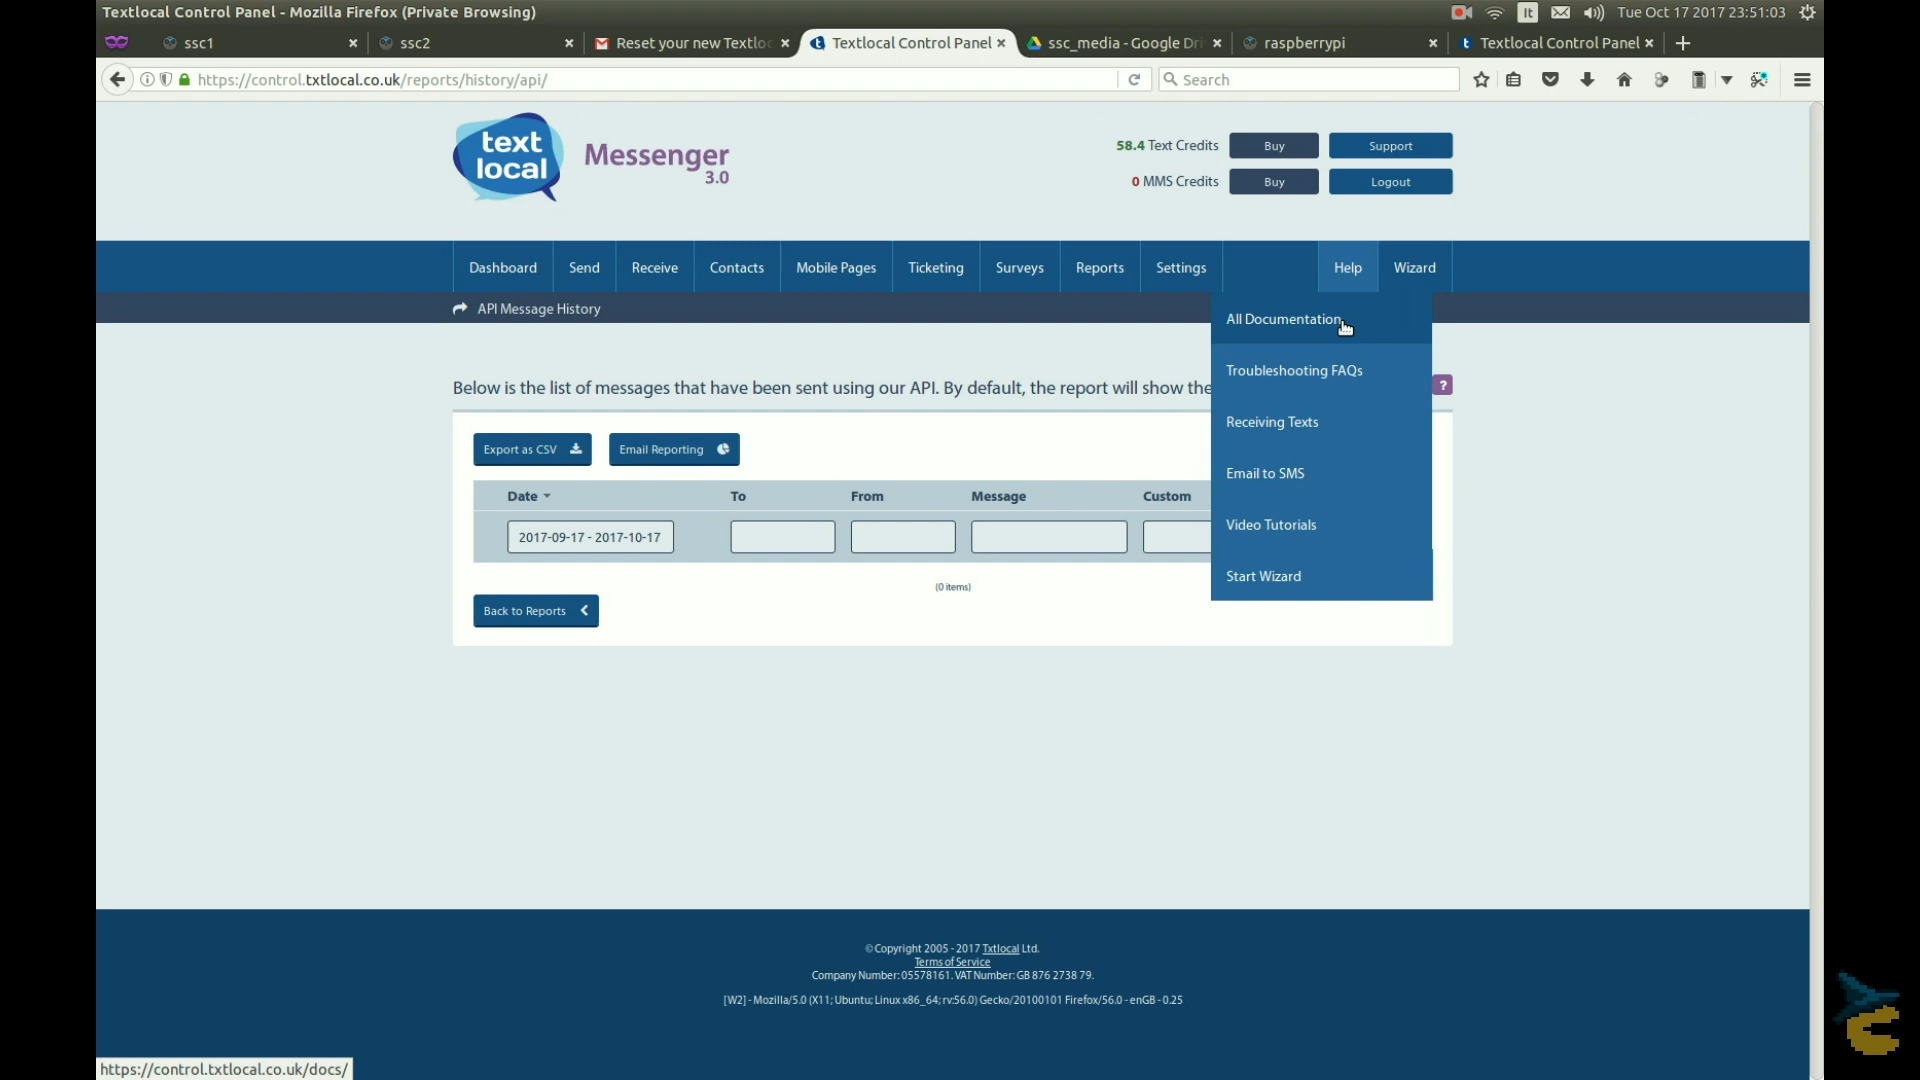 Textlocal Control Panel - Mozilla Firefox (Private Browsing)
It
Tue Oct 17 2017 23:51:03
ssc1
ssc2
Reset your new Textloc
Textlocal Control Panel
ssc_media - Google Dri
raspberrypi
Textlocal Control Panel
https://control.txtlocal.co.uk/reports/history/api/
Search
text
local
Messenger
3.0
58.4 Text Credits
Buy
Support
0 MMS Credits
Buy
Logout
Dashboard
Send
Receive
Contacts
Mobile Pages
Ticketing
Surveys
Reports
Settings
Help
Wizard
API Message History
All Documentation
Troubleshooting FAQs
Receiving Texts
Email to SMS
Video Tutorials
Start Wizard
Below is the list of messages that have been sent using our API. By default, the report will show the
?
Export as CSV
Email Reporting
Date
To
From
Message
Custom
2017-09-17 - 2017-10-17
(0 items)
Back to Reports
© Copyright 2005 - 2017 Txtlocal Ltd.
Terms of Service
Company Number: 05578161. VAT Number: GB 876 2738 79.
[W2] - Mozilla/5.0 (X11; Ubuntu; Linux x86_64; rv:56.0) Gecko/20100101 Firefox/56.0 - enGB - 0.25
https://control.txtlocal.co.uk/docs/